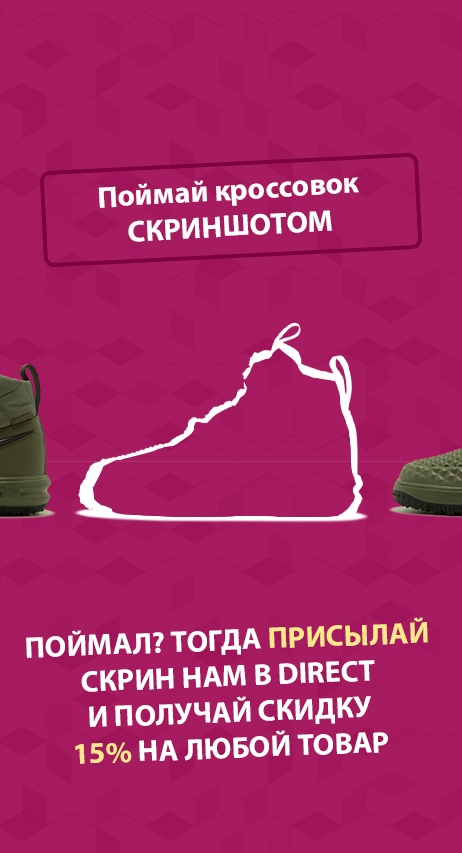 Поймай кроссовок
СКРИНШОТОМ
ПОЙМАЛ? ТОГДА ПРИСЫЛАЙ
СКРИН НАМ В DIRECT
И ПОЛУЧАЙ СКИДКУ
15% НА ЛЮБОЙ ТОВАР